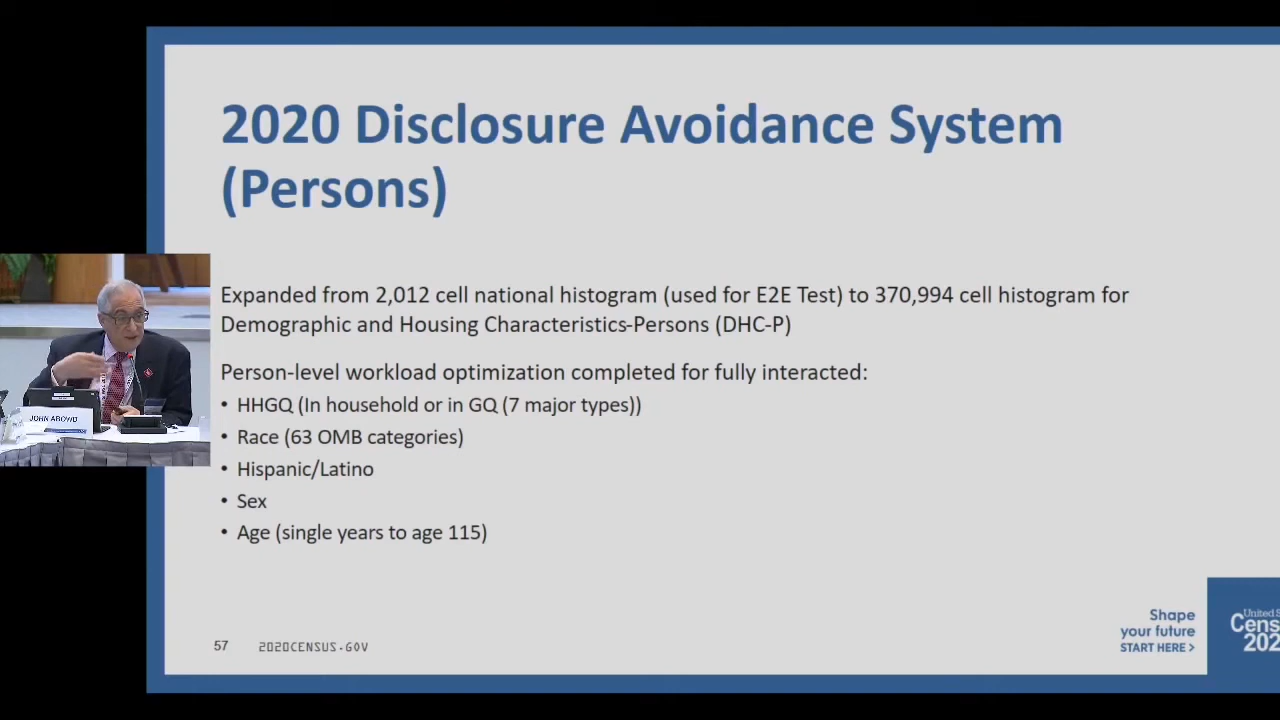 2020 Disclosure Avoidance System
(Persons)
Expanded from 2,012 cell national histogram (used for E2E Test) to 370,994 cell histogram for
Demographic and Housing Characteristics-Persons (DHC-P)
Person-level workload optimization completed for fully interacted:
• HHGQ (In household or in GQ (7 major types))
• Race (63 OMB categories)
• Hispanic/Latino
• Sex
• Age (single years to age 115)
JOHN ABOWD
57
2020CENSUS.GOV
Shape
your future
START HERE >
United S
Cens
202